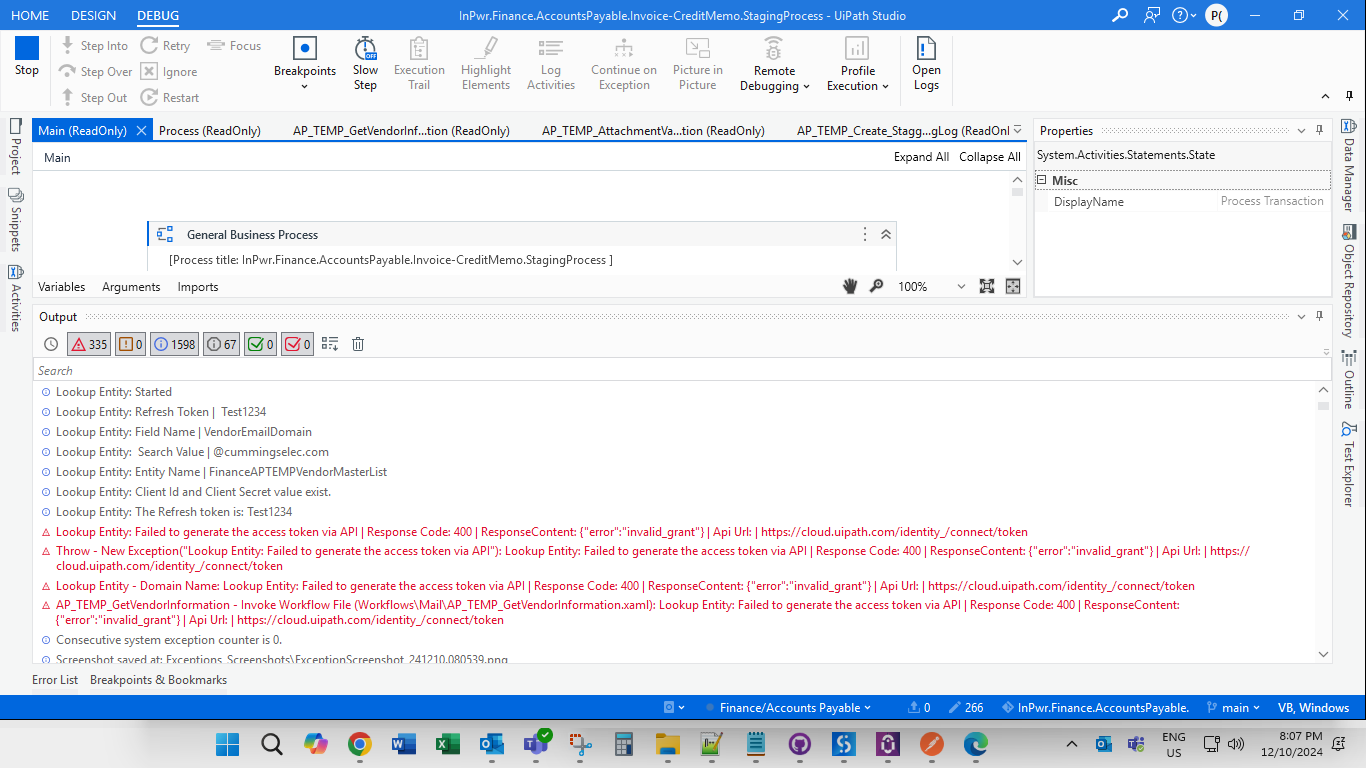 HOME DESIGN DEBUG InPwr.Finance.AccountsPayable.Invoice-CreditMemo.StagingProcess - UiPath Studio P(
Stop
Step Into
Step Over
Step Out
Retry
Ignore
Restart
Focus
Breakpoints
OFF
Slow Step
Execution Trail
Highlight Elements
Log Activities
Continue on Exception
Picture in Picture
Remote Debugging
Profile Execution
Open Logs
Main (ReadOnly) Process (ReadOnly) AP_TEMP_GetVendorInf...tion (ReadOnly) AP_TEMP_AttachmentVa...tion (ReadOnly) AP_TEMP_Create_Stagg...gLog (ReadOnl
Main Expand All Collapse All
General Business Process
[Process title: InPwr.Finance.AccountsPayable.Invoice-CreditMemo.StagingProcess ]
Variables Arguments Imports 100%
Properties
System.Activities.Statements.State
Misc
DisplayName Process Transaction
Project
Snippets
Activities
Data Manager
Object Repository
Outline
Test Explorer
Output
335 0 1598 67 0 0
Search
Lookup Entity: Started
Lookup Entity: Refresh Token | Test1234
Lookup Entity: Field Name | VendorEmailDomain
Lookup Entity: Search Value | @cummingselec.com
Lookup Entity: Entity Name | FinanceAPTEMPVendorMasterList
Lookup Entity: Client Id and Client Secret value exist.
Lookup Entity: The Refresh token is: Test1234
Lookup Entity: Failed to generate the access token via API | Response Code: 400 | ResponseContent: {"error":"invalid_grant"} | Api Url: | https://cloud.uipath.com/identity_/connect/token
Throw - New Exception("Lookup Entity: Failed to generate the access token via API"): Lookup Entity: Failed to generate the access token via API | Response Code: 400 | ResponseContent: {"error":"invalid_grant"} | Api Url: | https://
cloud.uipath.com/identity_/connect/token
Lookup Entity - Domain Name: Lookup Entity: Failed to generate the access token via API | Response Code: 400 | ResponseContent: {"error":"invalid_grant"} | Api Url: | https://cloud.uipath.com/identity_/connect/token
AP_TEMP_GetVendorInformation - Invoke Workflow File (Workflows\Mail\AP_TEMP_GetVendorInformation.xaml): Lookup Entity: Failed to generate the access token via API | Response Code: 400 | ResponseContent:
{"error":"invalid_grant"} | Api Url: | https://cloud.uipath.com/identity_/connect/token
Consecutive system exception counter is 0.
Screenshot saved at: Exceptions_Screenshots\ExceptionScreenshot_241210.080539.png
Error List Breakpoints & Bookmarks
Finance/Accounts Payable 0 266 InPwr.Finance.AccountsPayable. main VB, Windows
ENG
US
8:07 PM
12/10/2024